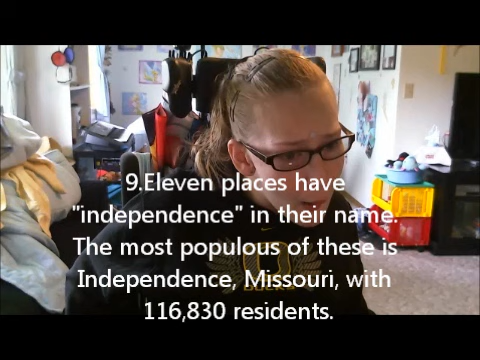 9.Eleven places have
"independence" in their name.
The most populous of these is
Independence, Missouri, with
116,830 residents.